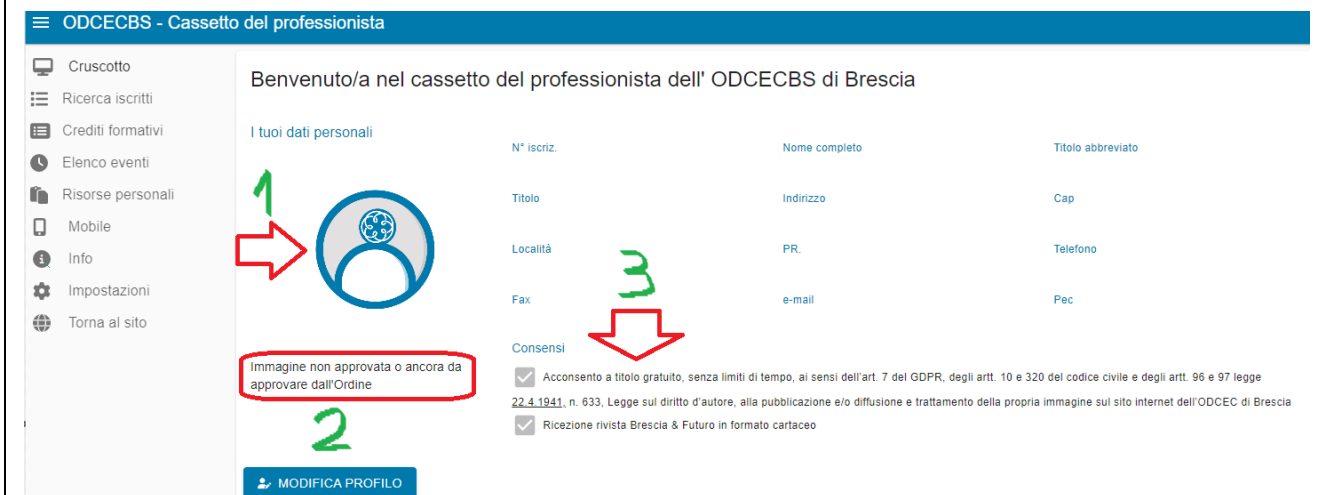 ODCECBS - Cassetto del professionista
Cruscotto
Ricerca iscritti
Crediti formativi
Elenco eventi
Risorse personali
Mobile
Info
Impostazioni
Torna al sito
Benvenuto/a nel cassetto del professionista dell' ODCECBS di Brescia
I tuoi dati personali
1
Immagine non approvata o ancora da
approvare dall'Ordine
2
MODIFICA PROFILO
N° iscriz. Nome completo Titolo abbreviato
Titolo Indirizzo Cap
Località PR. Telefono
3
Fax e-mail Pec
Consensi
Acconsento a titolo gratuito, senza limiti di tempo, ai sensi dell'art. 7 del GDPR, degli artt. 10 e 320 del codice civile e degli artt. 96 e 97 legge
22.4.1941, n. 633, Legge sul diritto d'autore, alla pubblicazione e/o diffusione e trattamento della propria immagine sul sito internet dell'ODCEC di Brescia
Ricezione rivista Brescia & Futuro in formato cartaceo